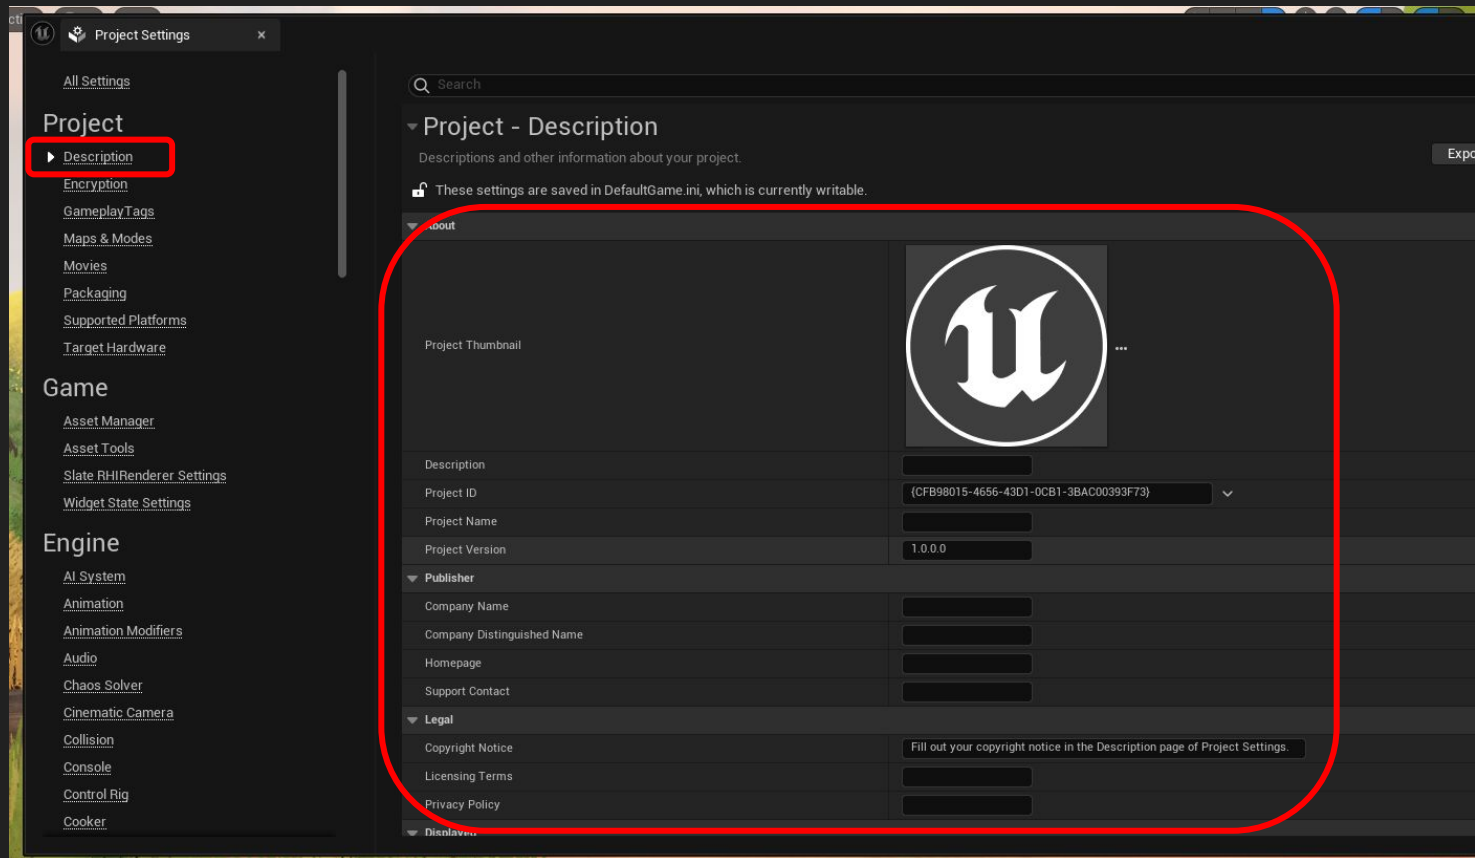 Project Settings
All Settings
Project
Description
Encryption
GameplayTags
Maps & Modes
Movies
Packaging
Supported Platforms
Target Hardware
Game
Asset Manager
Asset Tools
Slate RHIRenderer Settings
Widget State Settings
Engine
AI System
Animation
Animation Modifiers
Audio
Chaos Solver
Cinematic Camera
Collision
Console
Control Rig
Cooker
Search
Project - Description
Descriptions and other information about your project.
Expo
These settings are saved in DefaultGame.ini, which is currently writable.
About
Project Thumbnail
Description
Project ID {CFB98015-4656-43D1-0CB1-3BAC00393F73}
Project Name
Project Version 1.0.0.0
Publisher
Company Name
Company Distinguished Name
Homepage
Support Contact
Legal
Copyright Notice Fill out your copyright notice in the Description page of Project Settings.
Licensing Terms
Privacy Policy
Displayed